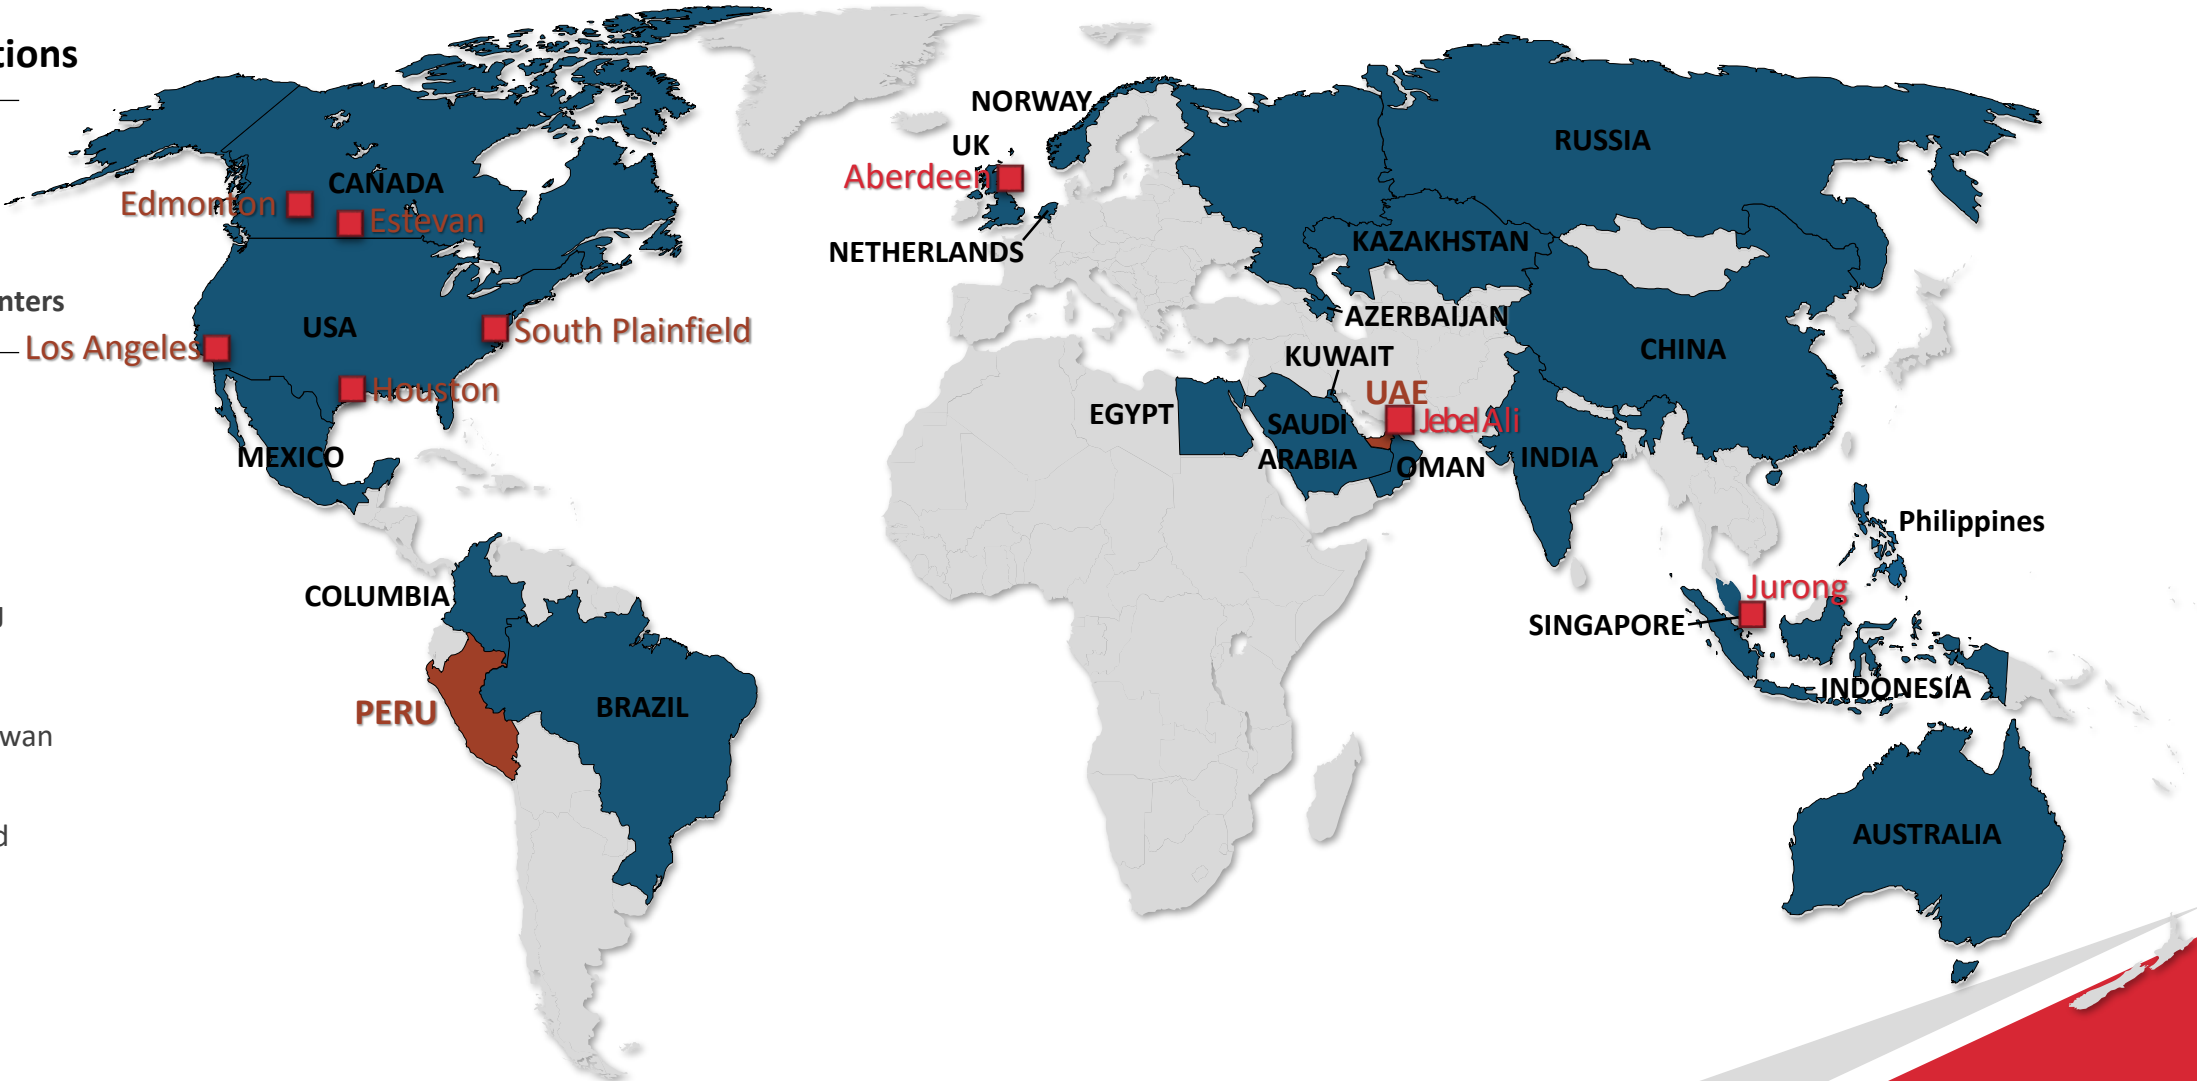 tions
nters
g
wan
d
NORWAY
UK
Aberdeen
NETHERLANDS
RUSSIA
CANADA
Edmonton
Estevan
KAZAKHSTAN
AZERBAIJAN
USA
South Plainfield
Los Angeles
Houston
CHINA
KUWAIT
UAE
Jebel Ali
EGYPT
SAUDI
ARABIA
OMAN
INDIA
MEXICO
Philippines
COLUMBIA
Jurong
SINGAPORE
INDONESIA
PERU
BRAZIL
AUSTRALIA